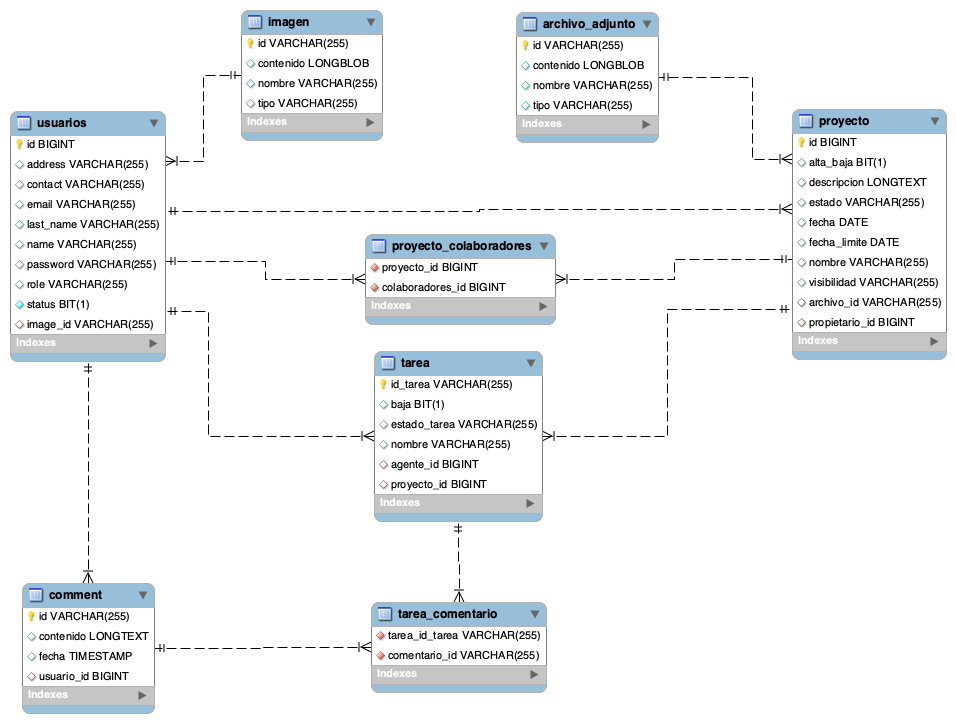 imagen
id VARCHAR(255)
contenido LONGBLOB
nombre VARCHAR(255)
tipo VARCHAR(255)
Indexes
archivo_adjunto
id VARCHAR(255)
contenido LONGBLOB
nombre VARCHAR(255)
tipo VARCHAR(255)
Indexes
usuarios
id BIGINT
address VARCHAR(255)
contact VARCHAR(255)
email VARCHAR(255)
last_name VARCHAR(255)
name VARCHAR(255)
password VARCHAR(255)
role VARCHAR(255)
status BIT(1)
image_id VARCHAR(255)
Indexes
proyecto
id BIGINT
alta_baja BIT(1)
descripcion LONGTEXT
estado VARCHAR(255)
fecha DATE
fecha_limite DATE
nombre VARCHAR(255)
visibilidad VARCHAR(255)
archivo_id VARCHAR(255)
propietario_id BIGINT
Indexes
proyecto_colaboradores
proyecto_id BIGINT
colaboradores_id BIGINT
Indexes
tarea
id_tarea VARCHAR(255)
baja BIT(1)
estado_tarea VARCHAR(255)
nombre VARCHAR(255)
agente_id BIGINT
proyecto_id BIGINT
Indexes
comment
id VARCHAR(255)
contenido LONGTEXT
fecha TIMESTAMP
usuario_id BIGINT
Indexes
tarea_comentario
tarea_id_tarea VARCHAR(255)
comentario_id VARCHAR(255)
Indexes